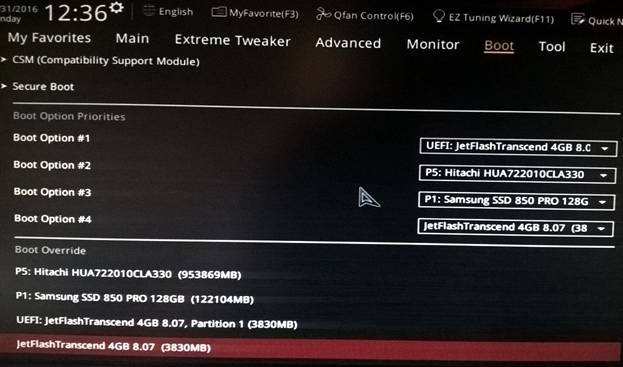 31/2016 12:36 English MyFavorite(F3) Qfan Control(F6) EZ Tuning Wizard(F11) Quick N
nday
My Favorites Main Extreme Tweaker Advanced Monitor Boot Tool Exit
CSM (Compatibility Support Module)
Secure Boot
Boot Option Priorities
Boot Option #1 UEFI: JetFlashTranscend 4GB 8.0
Boot Option #2 P5: Hitachi HUA722010CLA330
Boot Option #3 P1: Samsung SSD 850 PRO 128G
Boot Option #4 JetFlashTranscend 4GB 8.07 (38
Boot Override
P5: Hitachi HUA722010CLA330 (953869MB)
P1: Samsung SSD 850 PRO 128GB (122104MB)
UEFI: JetFlashTranscend 4GB 8.07, Partition 1 (3830MB)
JetFlashTranscend 4GB 8.07 (3830MB)